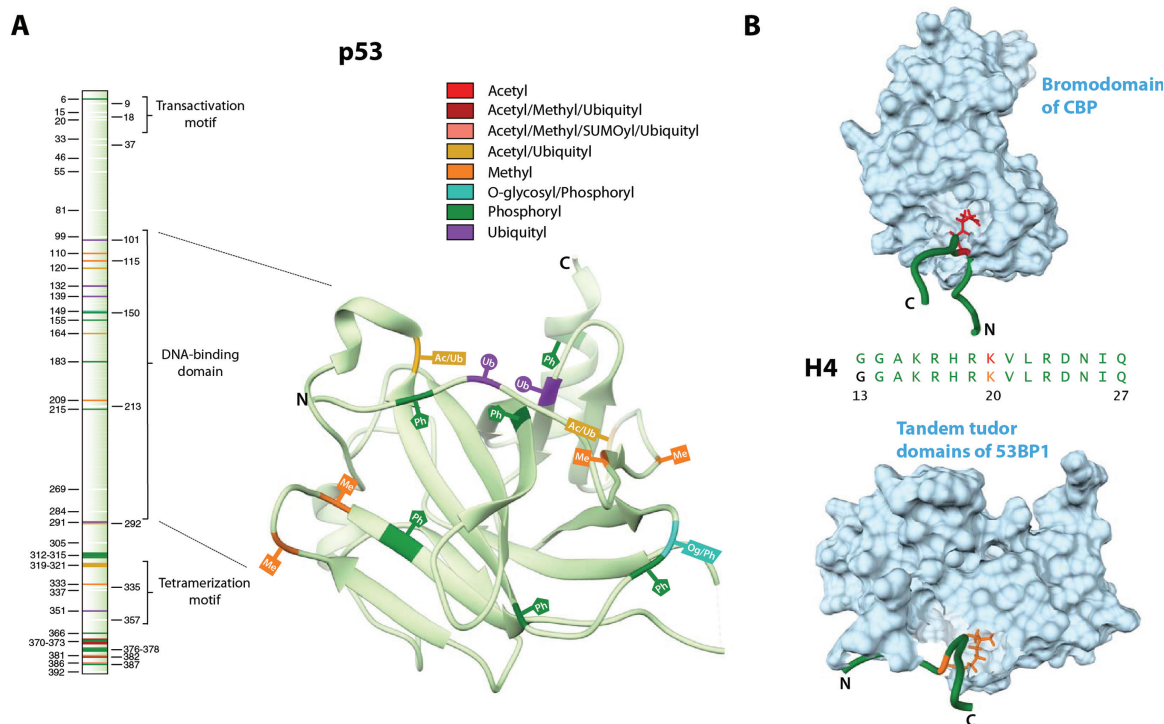 A
p53
6
9
15
18
20
33
37
46
55
81
99
101
110
115
120
132
139
149
150
155
164
183
209
213
215
269
284
291
292
305
312-315
319-321
333
335
337
351
357
366
370-373
376-378
381
382
386
387
392
Transactivation
motif
DNA-binding
domain
Tetramerization
motif
Acetyl
Acetyl/Methyl/Ubiquityl
Acetyl/Methyl/SUMOyl/Ubiquityl
Acetyl/Ubiquityl
Methyl
O-glycosyl/Phosphoryl
Phosphoryl
Ubiquityl
C
Ph
Ac/Ub
Ub
Ub
N
Ph
Ph
Ac/Ub
Me
Me
Me
Ph
Me
Og/Ph
Ph
Ph
B
Bromodomain
of CBP
C
N
H4
G G A K R H R K V L R D N I Q
G G A K R H R K V L R D N I Q
13 20 27
Tandem tudor
domains of 53BP1
N
C